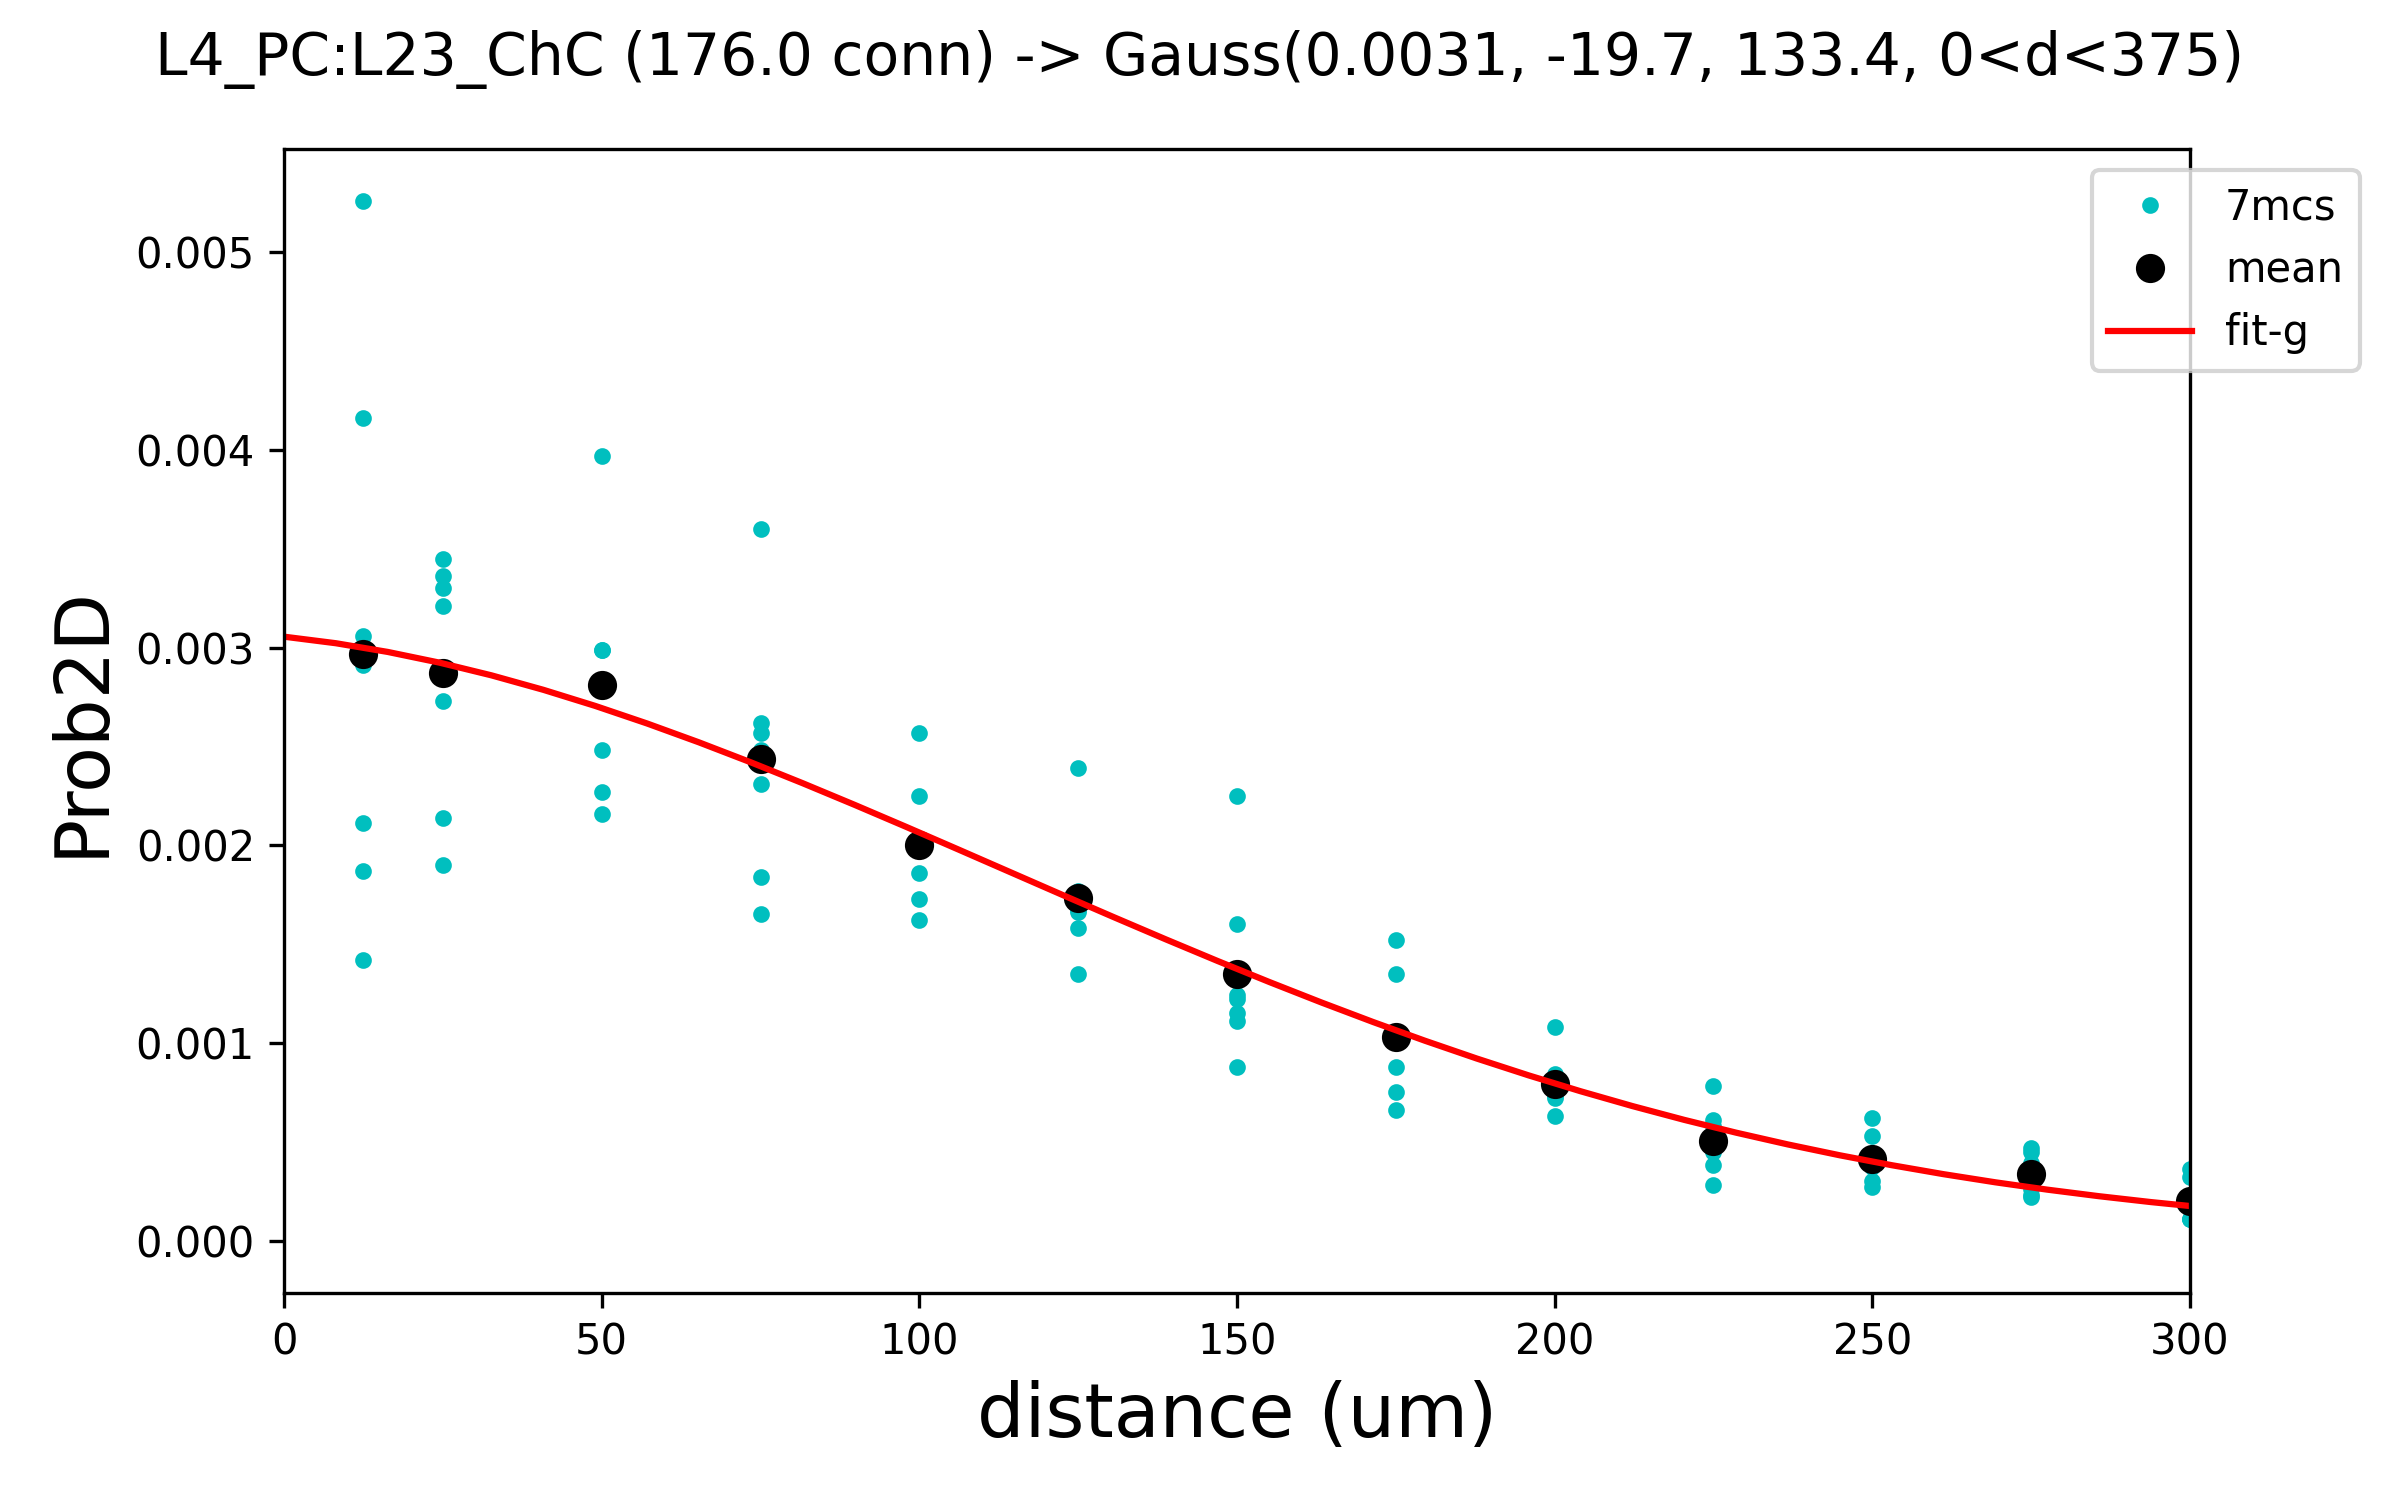 L4_PC:L23_ChC (176.0 conn) -> Gauss(0.0031, -19.7, 133.4, 0<d<375)
7mcs
mean
fit-g
Prob2D
0.005
0.004
0.003
0.002
0.001
0.000
0 50 100 150 200 250 300
distance (um)